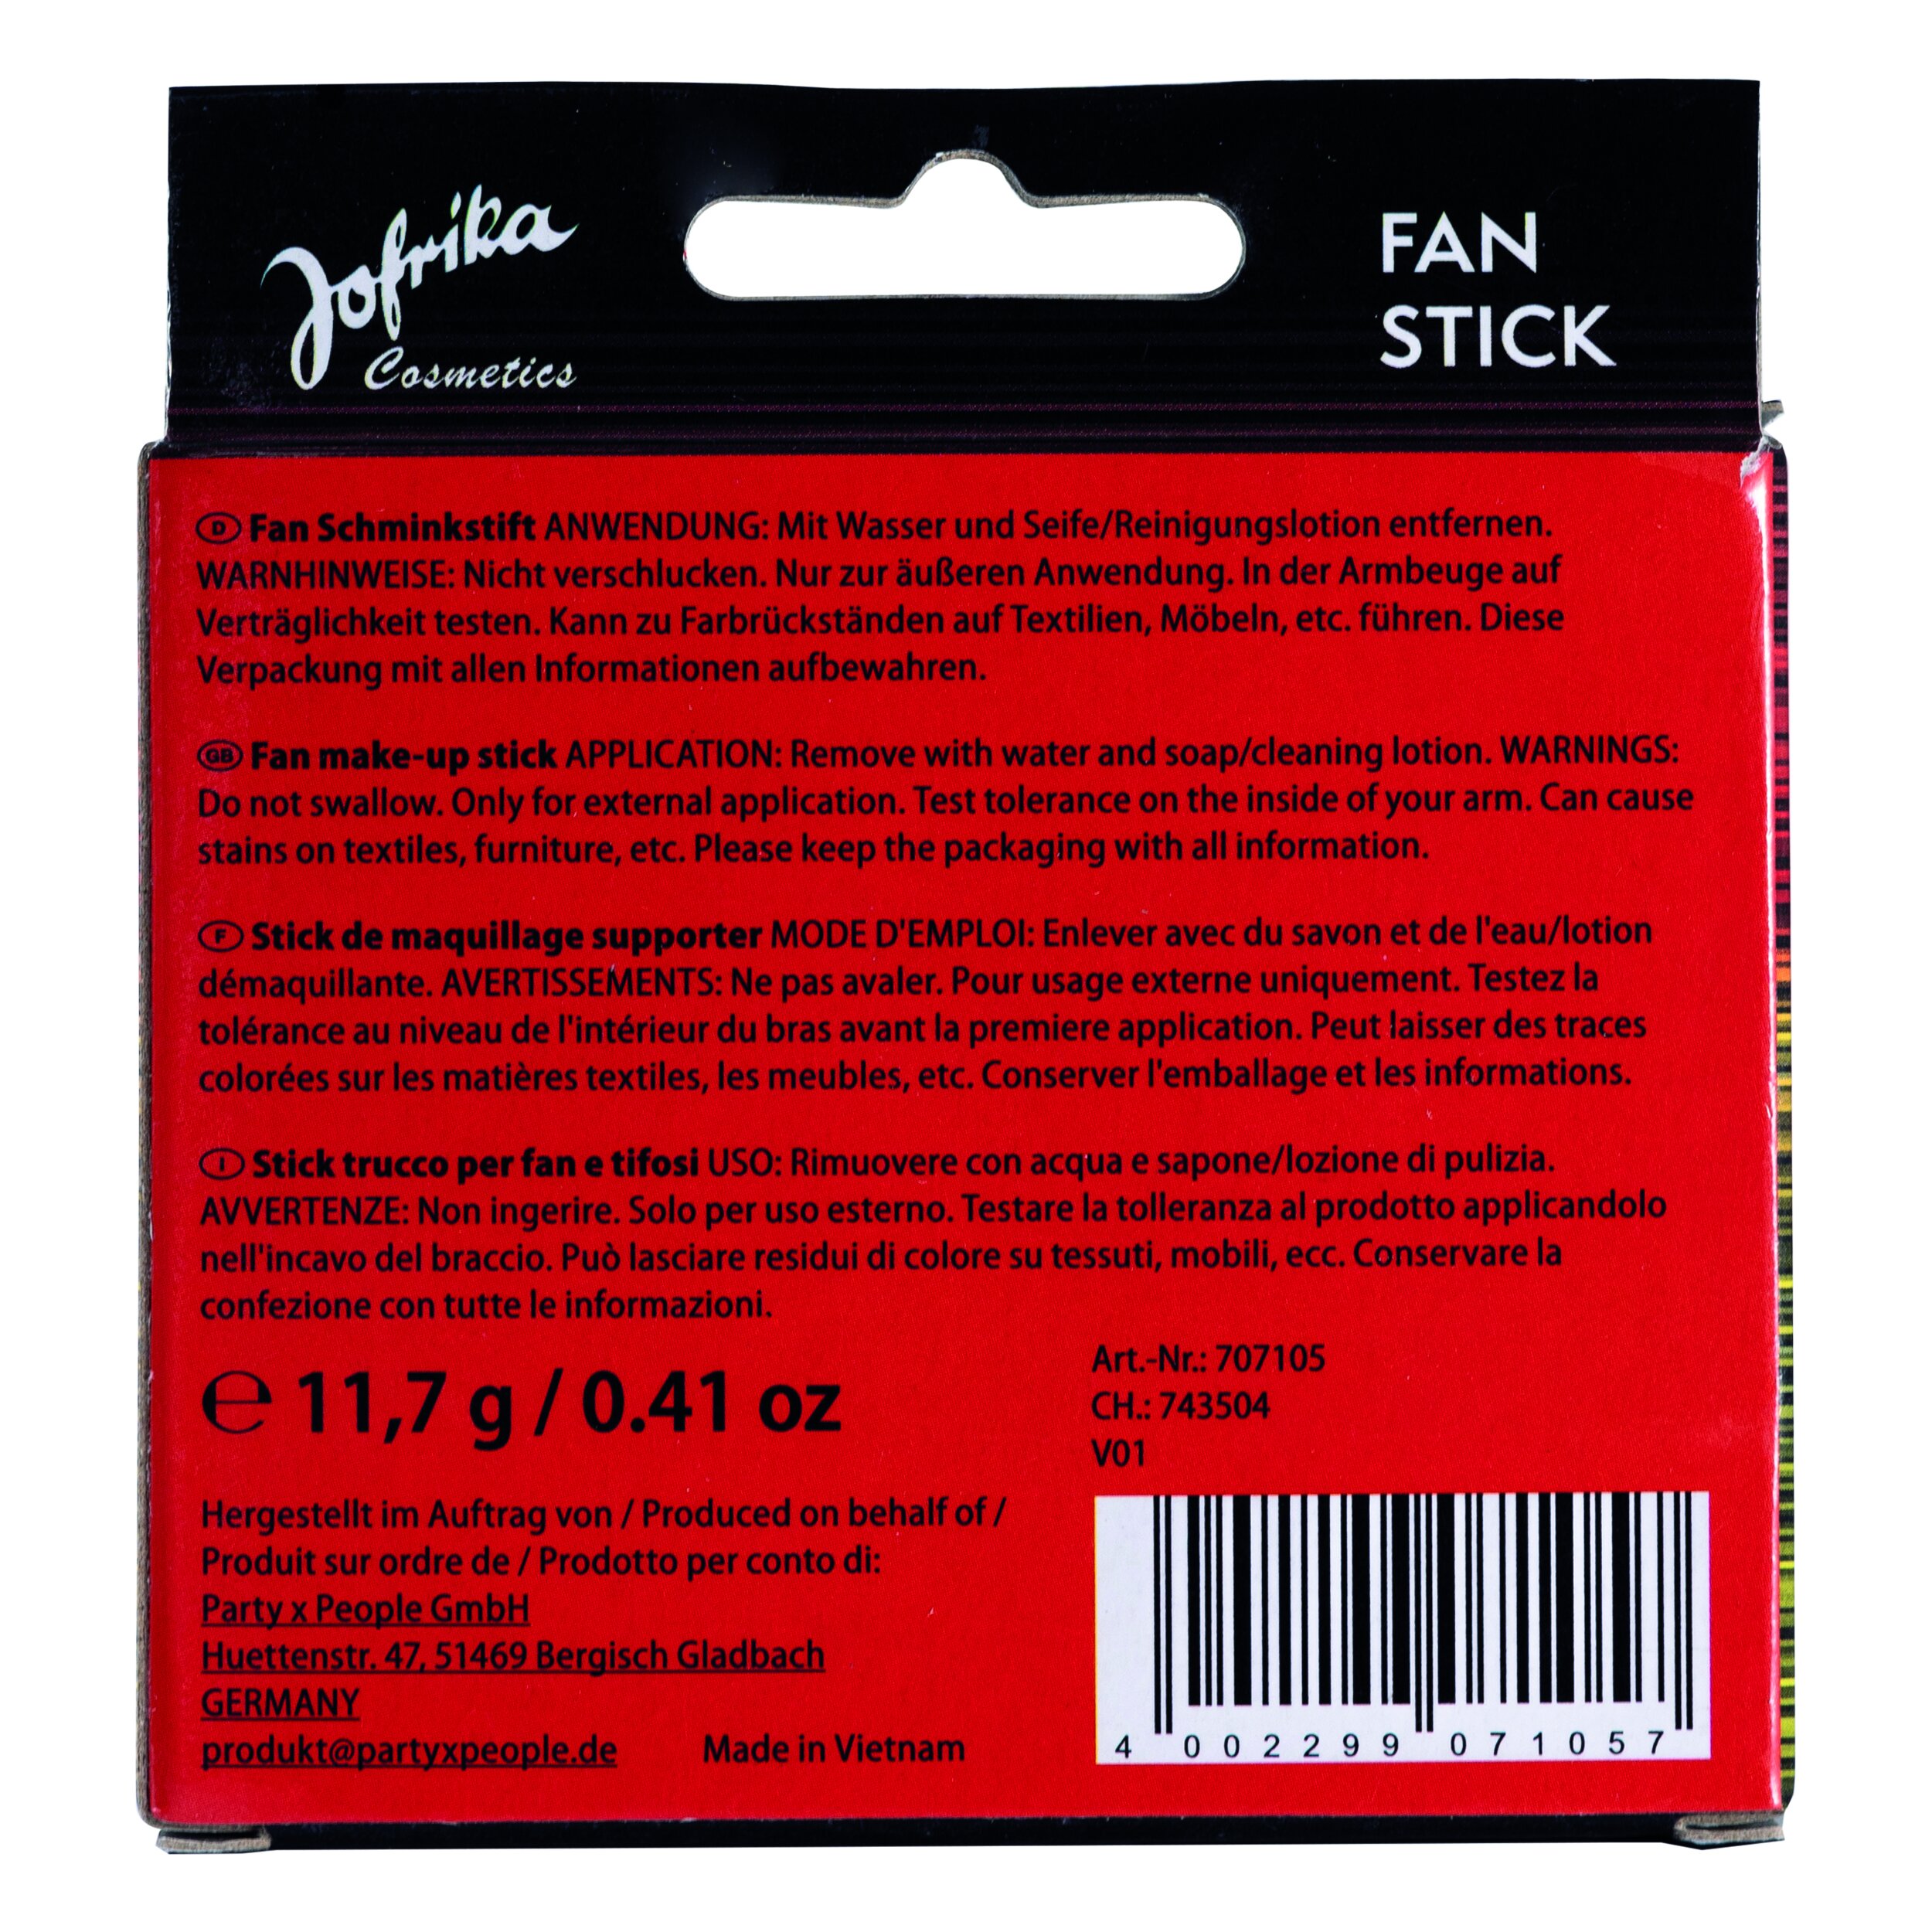 Jofrika
Cosmetics
FAN
STICK
D Fan Schminkstift ANWENDUNG: Mit Wasser und Seife/Reinigungslotion entfernen.
WARNHINWEISE: Nicht verschlucken. Nur zur äußeren Anwendung. In der Armbeuge auf
Verträglichkeit testen. Kann zu Farbrückständen auf Textilien, Möbeln, etc. führen. Diese
Verpackung mit allen Informationen aufbewahren.
GB Fan make-up stick APPLICATION: Remove with water and soap/cleaning lotion. WARNINGS:
Do not swallow. Only for external application. Test tolerance on the inside of your arm. Can cause
stains on textiles, furniture, etc. Please keep the packaging with all information.
F Stick de maquillage supporter MODE D'EMPLOI: Enlever avec du savon et de l'eau/lotion
démaquillante. AVERTISSEMENTS: Ne pas avaler. Pour usage externe uniquement. Testez la
tolérance au niveau de l'intérieur du bras avant la premiere application. Peut laisser des traces
colorées sur les matières textiles, les meubles, etc. Conserver l'emballage et les informations.
I Stick trucco per fan e tifosi USO: Rimuovere con acqua e sapone/lozione di pulizia.
AVVERTENZE: Non ingerire. Solo per uso esterno. Testare la tolleranza al prodotto applicandolo
nell'incavo del braccio. Può lasciare residui di colore su tessuti, mobili, ecc. Conservare la
confezione con tutte le informazioni.
℮ 11,7 g / 0.41 oz
Art.-Nr.: 707105
CH.: 743504
V01
Hergestellt im Auftrag von / Produced on behalf of /
Produit sur ordre de / Prodotto per conto di:
Party x People GmbH
Huettenstr. 47, 51469 Bergisch Gladbach
GERMANY
produkt@partyxpeople.de Made in Vietnam
4 002299 071057